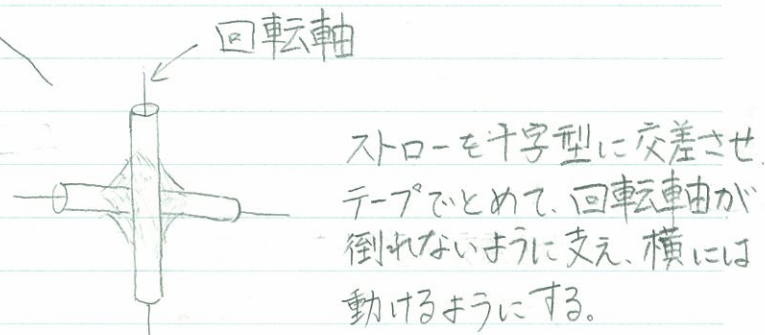 回転軸
ストローを十字型に交差させ、
テープでとめて、回転軸が
倒れないように支え、横には
動けるようにする。